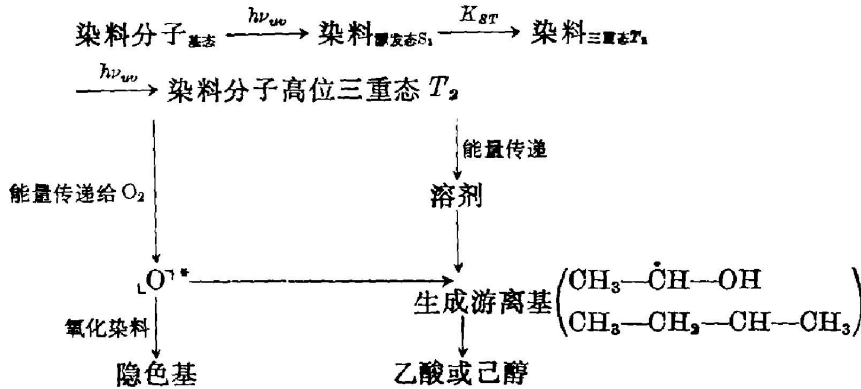 染料分子基态 hν_uv → 染料激发态S₁ K_ST → 染料三重态T₁
hν_uv → 染料分子高位三重态 T₂
能量传递给 O₂
能量传递
溶剂
[O]*
生成游离基
CH₃—ĊH—OH
CH₃—CH₂—CH—CH₃
氧化染料
隐色基
乙酸或己醇